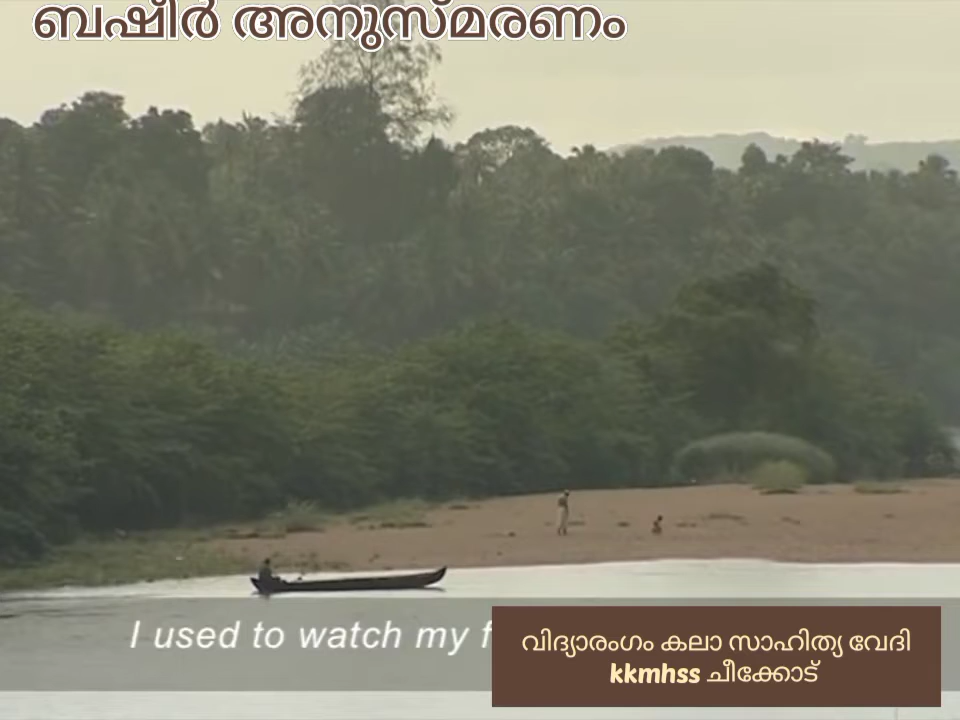 ബഷീർ അനുസ്മരണം
I used to watch my f
വിദ്യാരംഗം കലാ സാഹിത്യ വേദി
kkmhss ചീക്കോട്